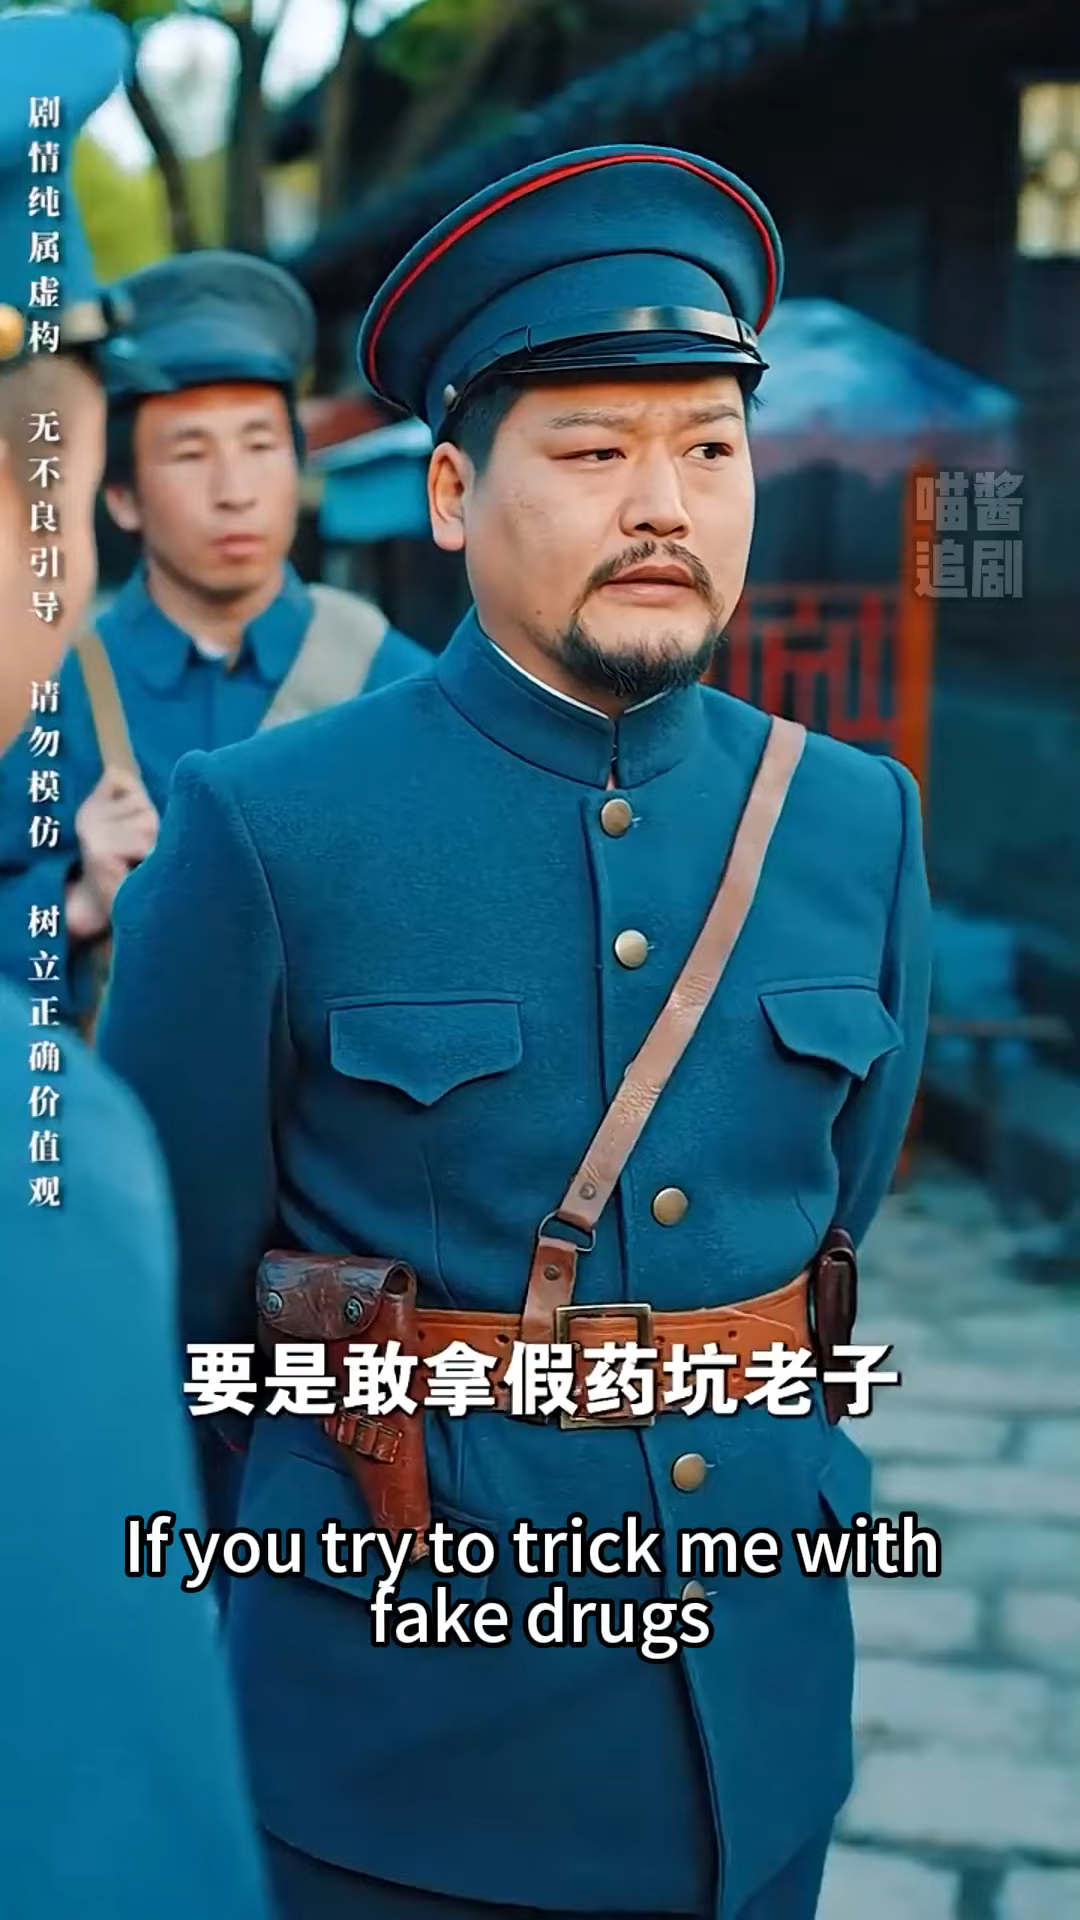 剧情纯属虚构 无不良引导 请勿模仿 树立正确价值观
喵酱
追剧
要是敢拿假药坑老子
If you try to trick me with
fake drugs